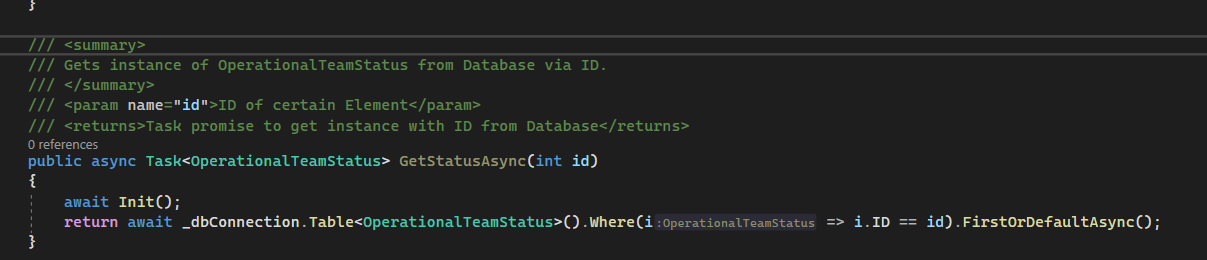 }
/// <summary>
/// Gets instance of OperationalTeamStatus from Database via ID.
/// </summary>
/// <param name="id">ID of certain Element</param>
/// <returns>Task promise to get instance with ID from Database</returns>
0 references
public async Task<OperationalTeamStatus> GetStatusAsync(int id)
{
await Init();
return await _dbConnection.Table<OperationalTeamStatus>().Where(i:OperationalTeamStatus => i.ID == id).FirstOrDefaultAsync();
}